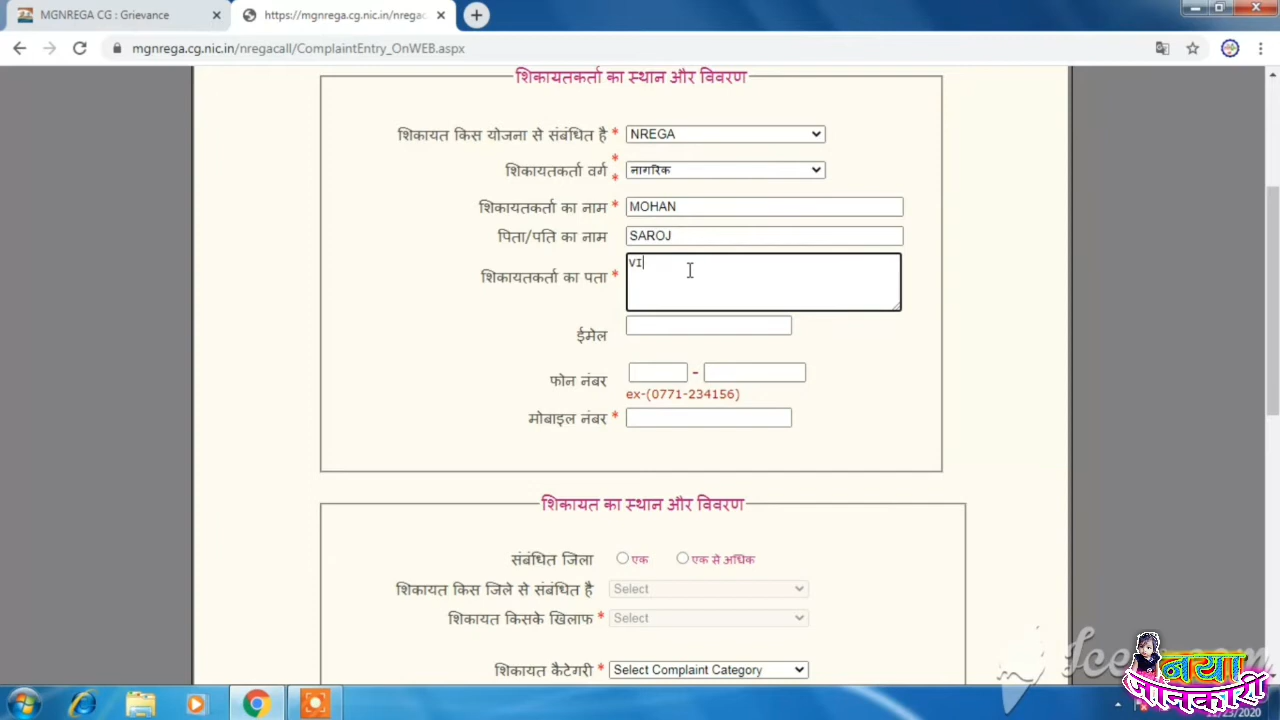 MGNREGA CG : Grievance
https://mgnrega.cg.nic.in/nregac
mgnrega.cg.nic.in/nregacall/ComplaintEntry_OnWEB.aspx
शिकायतकर्ता का स्थान और विवरण
शिकायत किस योजना से संबंधित है * NREGA
शिकायतकर्ता वर्ग * * नागरिक
शिकायतकर्ता का नाम * MOHAN
पिता/पति का नाम SAROJ
शिकायतकर्ता का पता * VI
ईमेल
फोन नंबर -
ex-(0771-234156)
मोबाइल नंबर *
शिकायत का स्थान और विवरण
संबंधित जिला एक एक से अधिक
शिकायत किस जिले से संबंधित है Select
शिकायत किसके खिलाफ * Select
शिकायत कैटेगरी * Select Complaint Category
नया
जानकारी